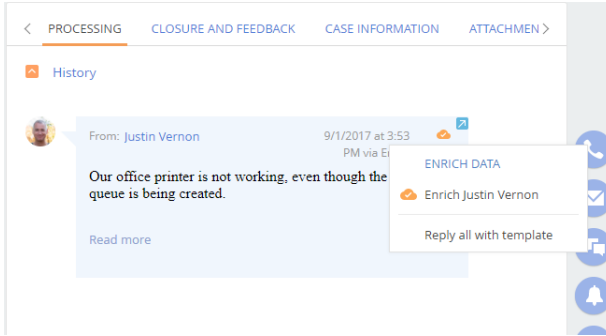 PROCESSING CLOSURE AND FEEDBACK CASE INFORMATION ATTACHMEN
History
From: Justin Vernon 9/1/2017 at 3:53
PM via
Our office printer is not working, even though the
queue is being created.
Read more
ENRICH DATA
Enrich Justin Vernon
Reply all with template